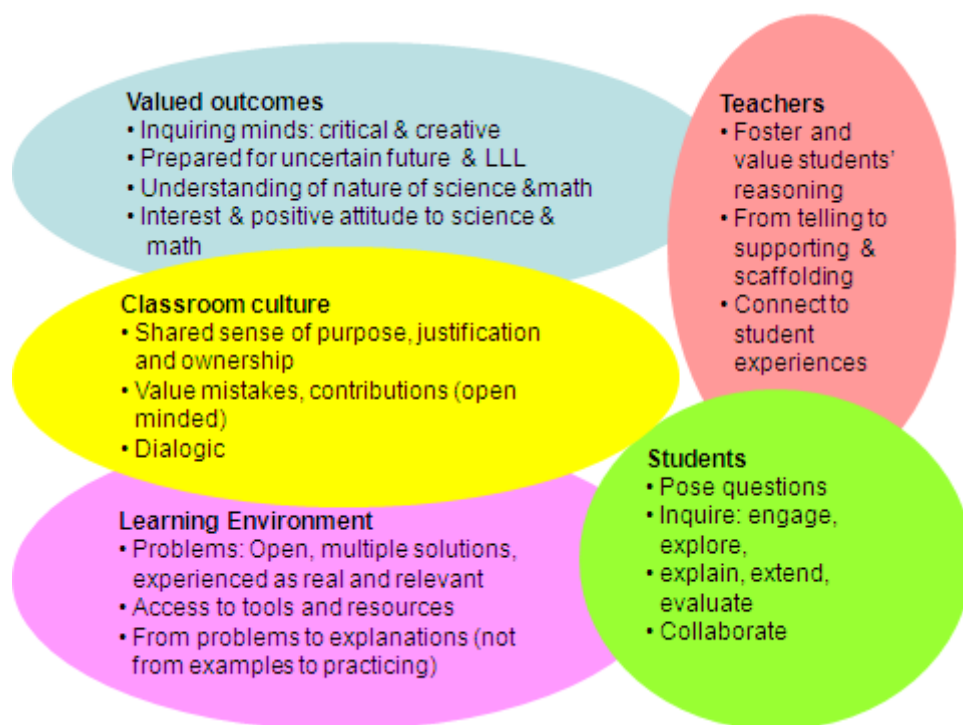 Valued outcomes
• Inquiring minds: critical & creative
• Prepared for uncertain future & LLL
• Understanding of nature of science &math
• Interest & positive attitude to science &
math
Teachers
• Foster and
value students'
reasoning
• From telling to
supporting &
scaffolding
• Connect to
student
experiences
Classroom culture
• Shared sense of purpose, justification
and ownership
• Value mistakes, contributions (open
minded)
• Dialogic
Students
• Pose questions
• Inquire: engage,
explore,
• explain, extend,
evaluate
• Collaborate
Learning Environment
• Problems: Open, multiple solutions,
experienced as real and relevant
• Access to tools and resources
• From problems to explanations (not
from examples to practicing)